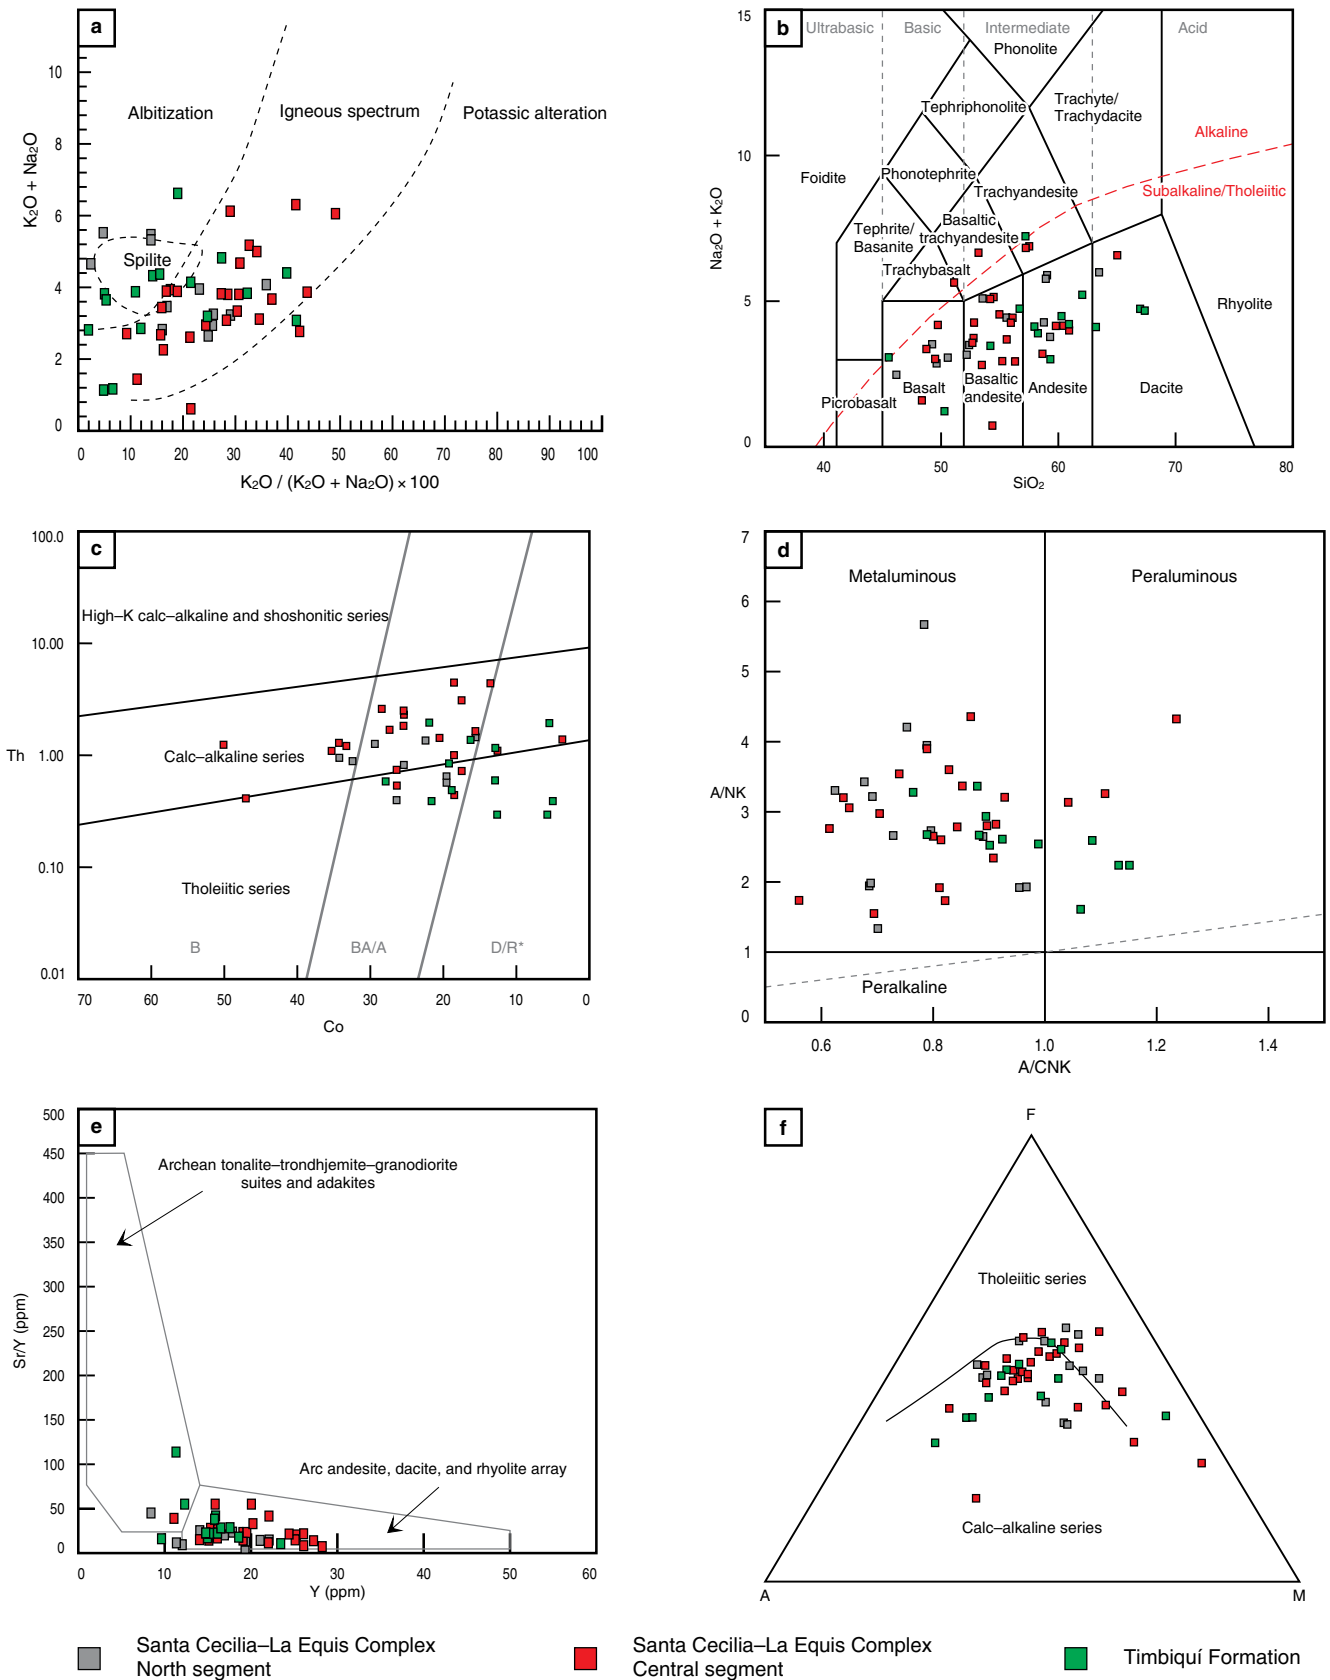 a
K₂O + Na₂O
10
8
6
4
2
0
Albitization
Igneous spectrum
Potassic alteration
Spilite
0 10 20 30 40 50 60 70 80 90 100
K₂O / (K₂O + Na₂O) × 100
b
Na₂O + K₂O
15
10
5
0
Ultrabasic
Basic
Intermediate
Acid
Phonolite
Tephriphonolite
Trachyte/
Trachydacite
Alkaline
Foidite
Phonotephrite
Trachyandesite
Subalkaline/Tholeiitic
Tephrite/
Basanite
Basaltic
trachyandesite
Trachybasalt
Rhyolite
Picrobasalt
Basalt
Basaltic
andesite
Andesite
Dacite
40 50 60 70 80
SiO₂
c
Th
100.0
10.00
1.00
0.10
0.01
High–K calc–alkaline and shoshonitic series
Calc–alkaline series
Tholeiitic series
B
BA/A
D/R*
70 60 50 40 30 20 10 0
Co
d
A/NK
7
6
5
4
3
2
1
0
Metaluminous
Peraluminous
Peralkaline
0.6 0.8 1.0 1.2 1.4
A/CNK
e
Sr/Y (ppm)
500
450
400
350
300
250
200
150
100
50
0
Archean tonalite–trondhjemite–granodiorite
suites and adakites
Arc andesite, dacite, and rhyolite array
0 10 20 30 40 50 60
Y (ppm)
f
F
Tholeiitic series
Calc–alkaline series
A
M
Santa Cecilia–La Equis Complex
North segment
Santa Cecilia–La Equis Complex
Central segment
Timbiquí Formation